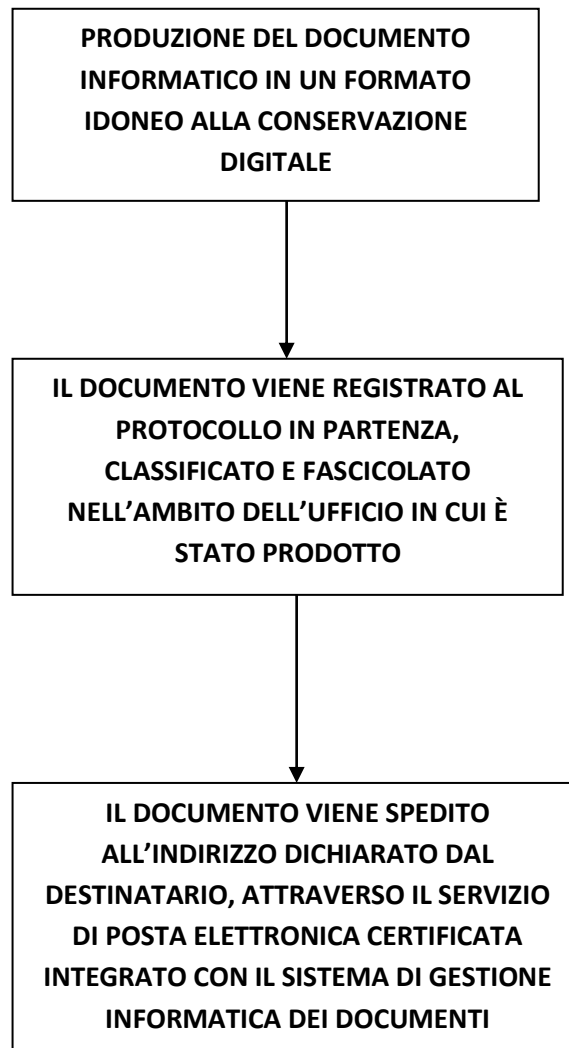 PRODUZIONE DEL DOCUMENTO
INFORMATICO IN UN FORMATO
IDONEO ALLA CONSERVAZIONE
DIGITALE
IL DOCUMENTO VIENE REGISTRATO AL
PROTOCOLLO IN PARTENZA,
CLASSIFICATO E FASCICOLATO
NELL’AMBITO DELL’UFFICIO IN CUI È
STATO PRODOTTO
IL DOCUMENTO VIENE SPEDITO
ALL’INDIRIZZO DICHIARATO DAL
DESTINATARIO, ATTRAVERSO IL SERVIZIO
DI POSTA ELETTRONICA CERTIFICATA
INTEGRATO CON IL SISTEMA DI GESTIONE
INFORMATICA DEI DOCUMENTI